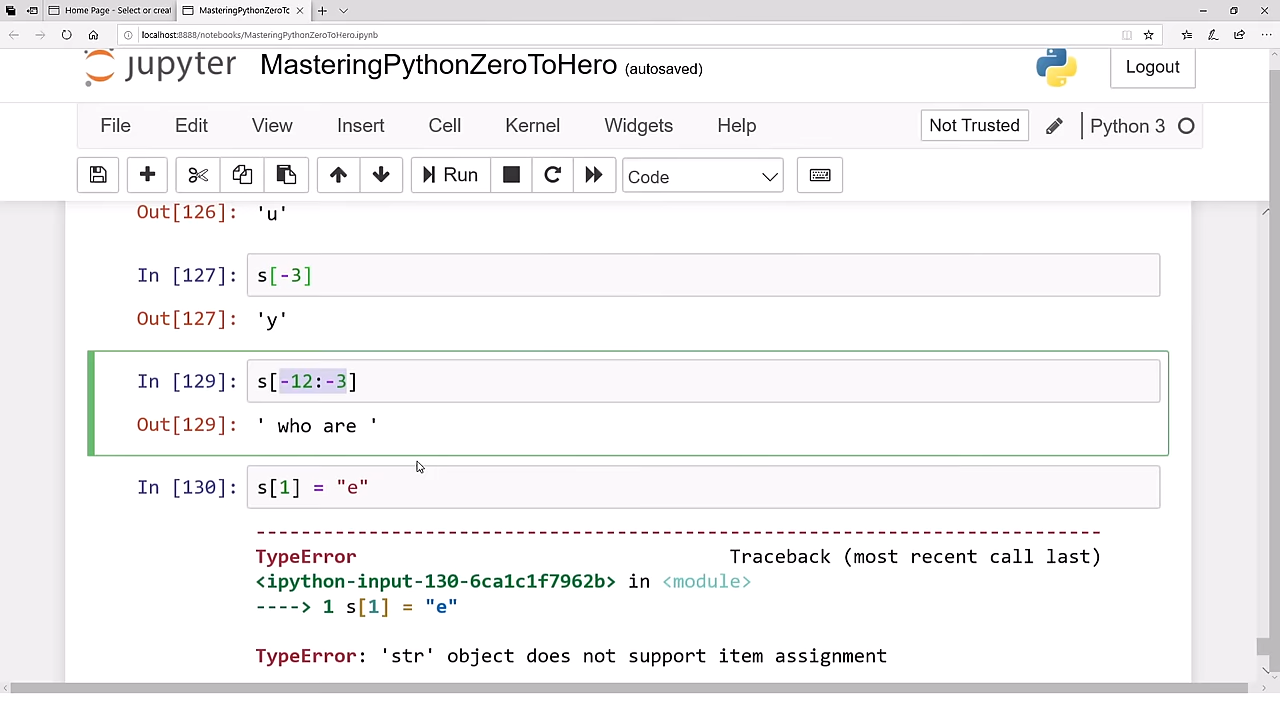 Home Page - Select or creat
MasteringPythonZeroTo
localhost:8888/notebooks/MasteringPythonZeroToHero.ipynb
jupyter MasteringPythonZeroToHero (autosaved)
Logout
File Edit View Insert Cell Kernel Widgets Help
Not Trusted
Python 3
Run
Code
Out[126]: 'u'
In [127]: s[-3]
Out[127]: 'y'
In [129]: s[-12:-3]
Out[129]: ' who are '
In [130]: s[1] = "e"
---------------------------------------------------------------------------
TypeError Traceback (most recent call last)
<ipython-input-130-6ca1c1f7962b> in <module>
----> 1 s[1] = "e"
TypeError: 'str' object does not support item assignment